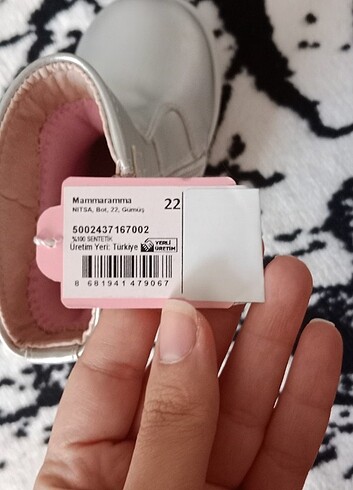 Mammaramma
NITSA, Bot, 22, Gümüş
22
5002437167002
%100 SENTETİK
Üretim Yeri: Türkiye
YERLİ
ÜRETİM
8 681941 479067